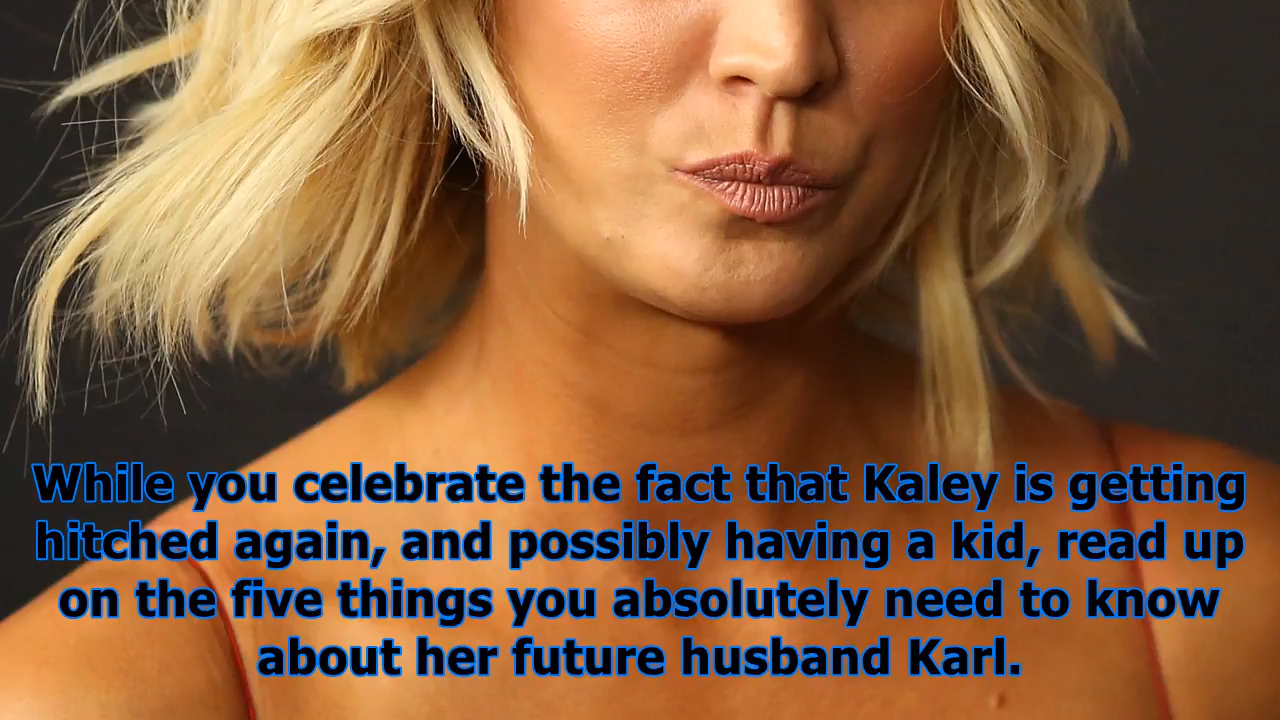 While you celebrate the fact that Kaley is getting
hitched again, and possibly having a kid, read up
on the five things you absolutely need to know
about her future husband Karl.